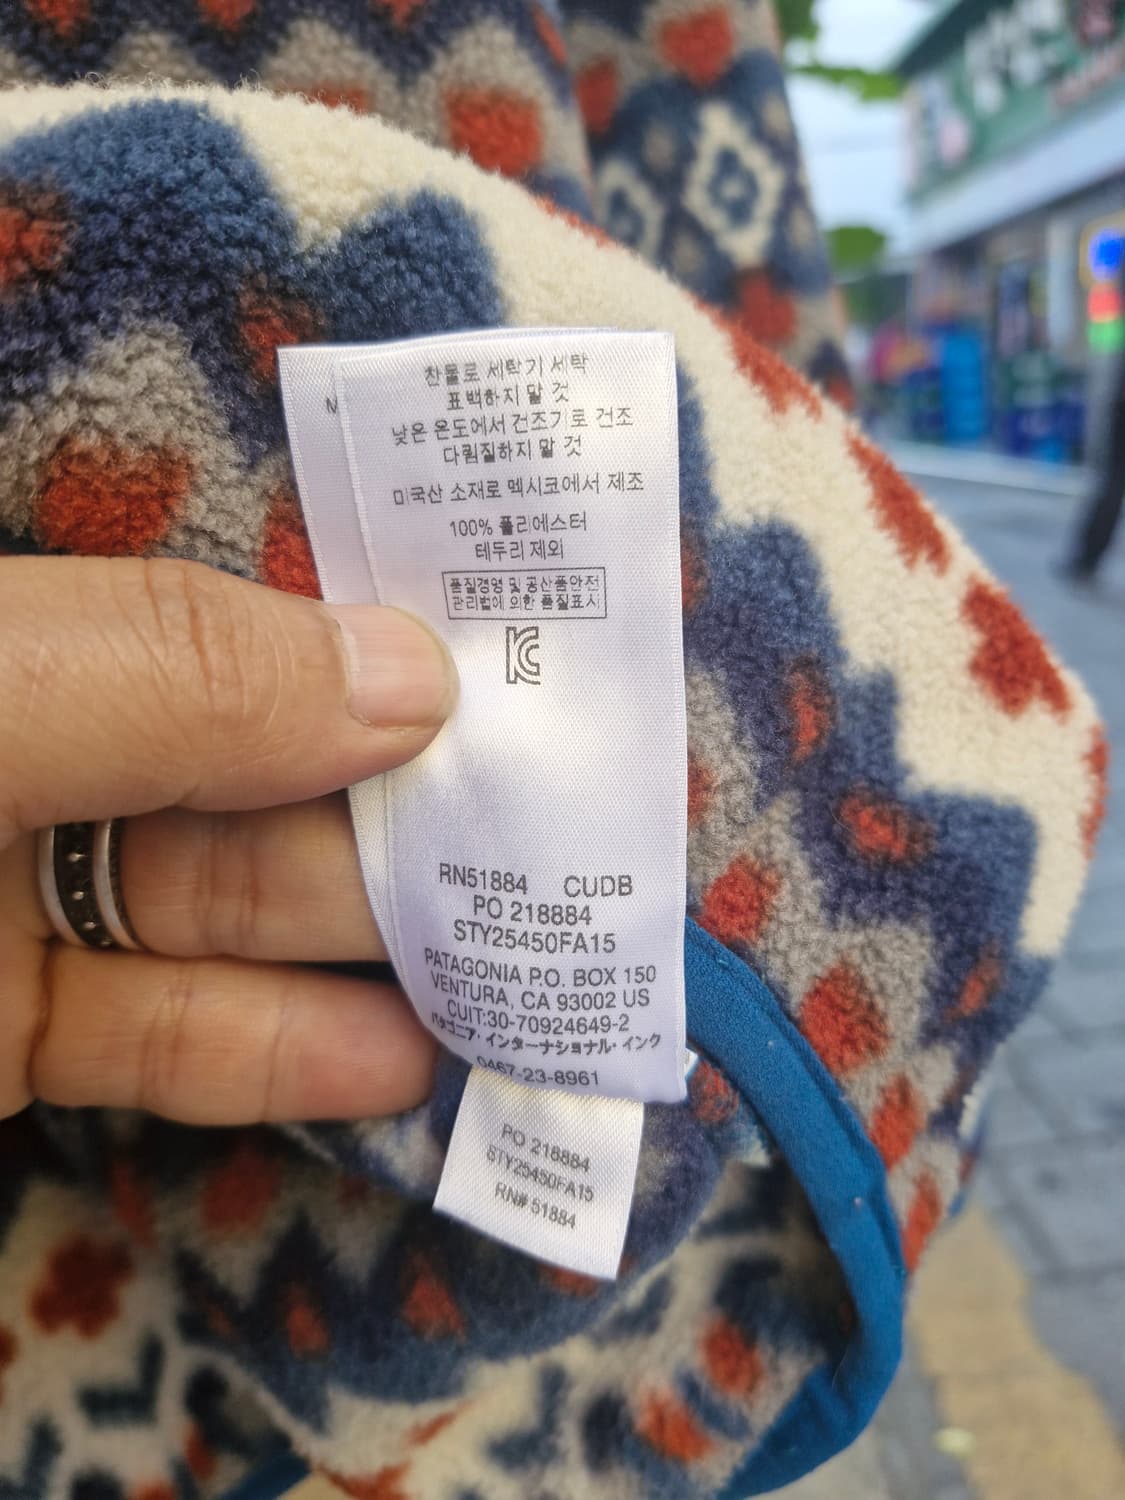 찬물로 세탁기 세탁
표백하지 말 것
낮은 온도에서 건조기로 건조
다림질하지 말 것
미국산 소재로 멕시코에서 제조
100% 폴리에스터
테두리 제외
품질경영 및 공산품안전
관리법에 의한 품질표시
KC
RN51884 CUDB
PO 218884
STY25450FA15
PATAGONIA P.O. BOX 150
VENTURA, CA 93002 US
CUIT:30-70924649-2
パタゴニア・インターナショナル・インク
0467-23-8961
PO 218884
STY25450FA15
RN# 51884